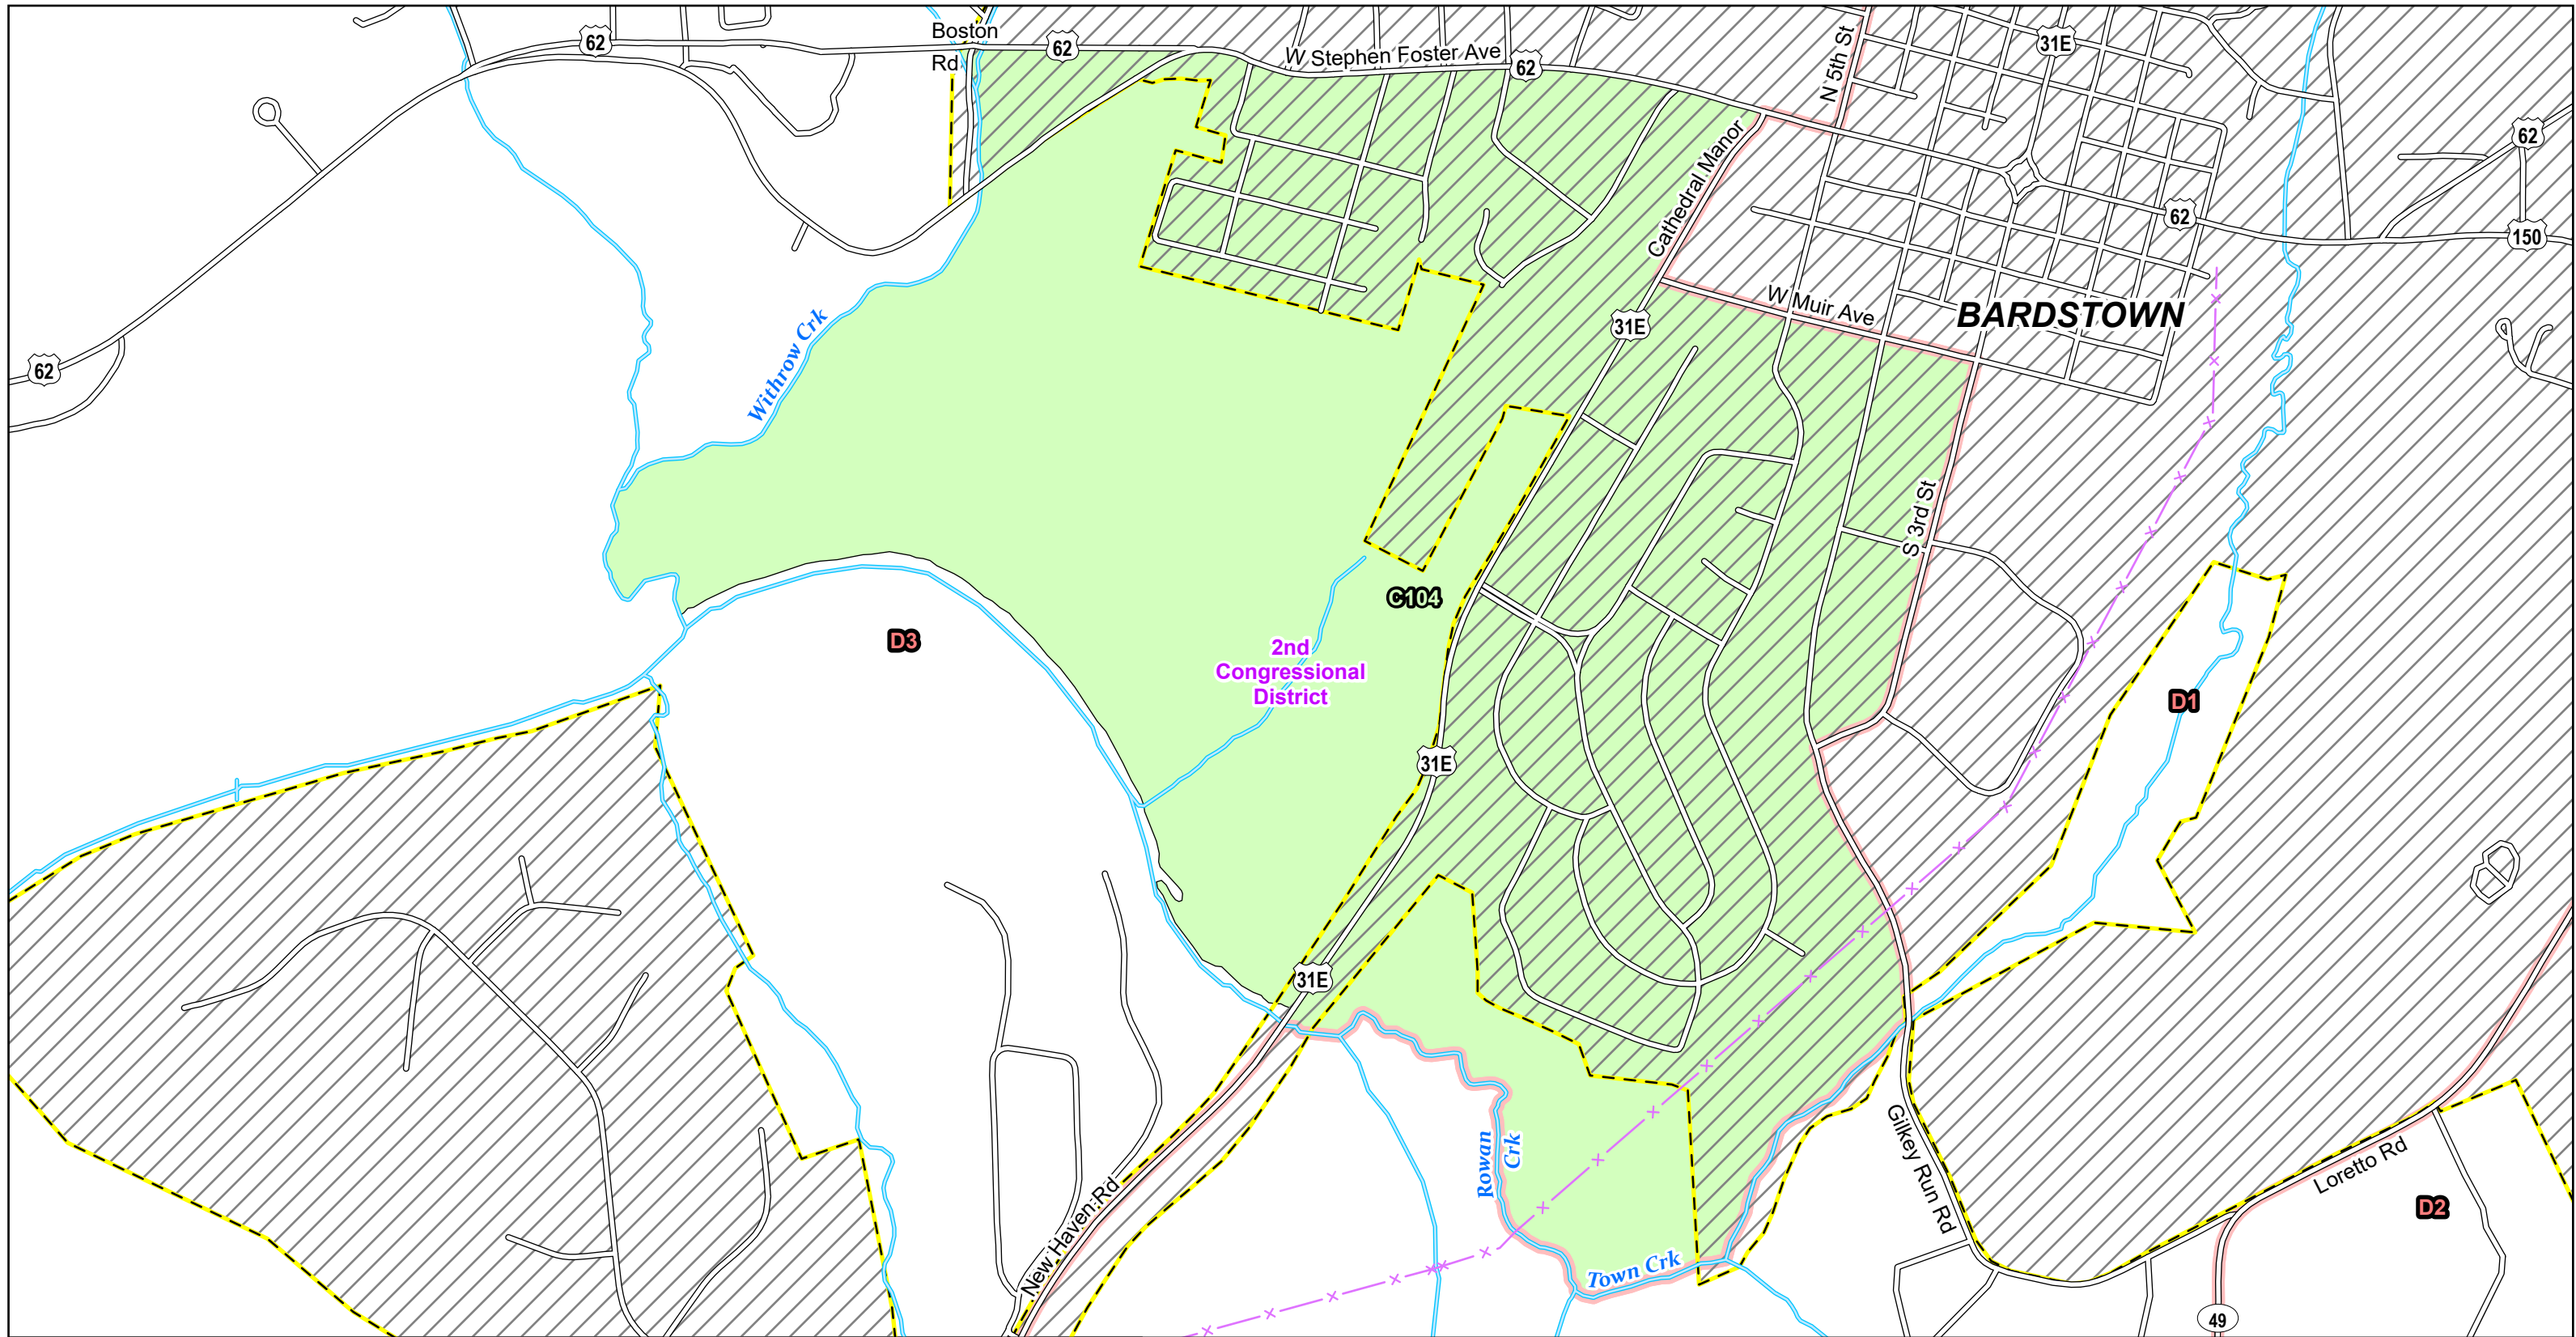 Boston
Rd
62
62
W Stephen Foster Ave
62
N 5th St
31E
62
Cathedral Manor
62
150
W Muir Ave
BARDSTOWN
31E
62
Withrow Crk
S 3rd St
C104
D3
2nd
Congressional
District
D1
31E
31E
Rowan
Crk
Gilkey Run Rd
Loretto Rd
New Haven Rd
D2
Town Crk
49